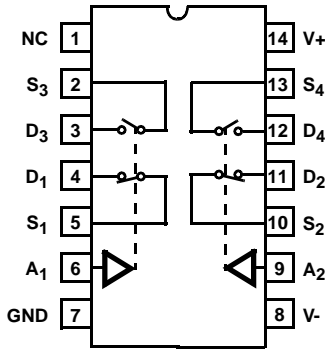 NC 1 14 V+
S3 2 13 S4
D3 3 12 D4
D1 4 11 D2
S1 5 10 S2
A1 6 9 A2
GND 7 8 V-